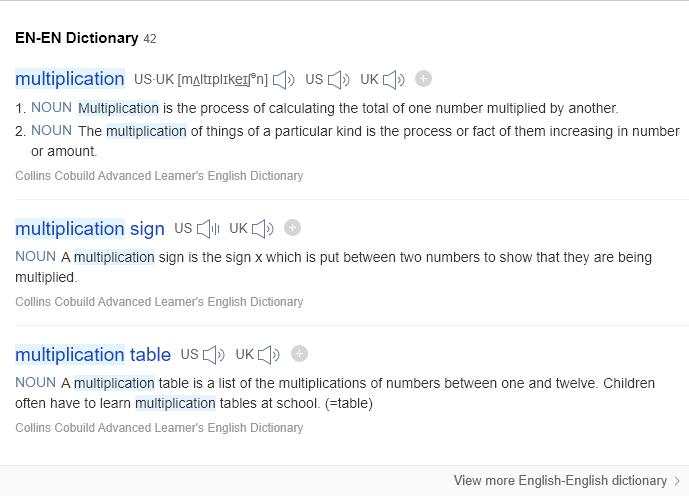 EN-EN Dictionary 42
multiplication US·UK [mʌltɪplɪkeɪʃən] US UK
1. NOUN Multiplication is the process of calculating the total of one number multiplied by another.
2. NOUN The multiplication of things of a particular kind is the process or fact of them increasing in number
or amount.
Collins Cobuild Advanced Learner's English Dictionary
multiplication sign US UK
NOUN A multiplication sign is the sign x which is put between two numbers to show that they are being
multiplied.
Collins Cobuild Advanced Learner's English Dictionary
multiplication table US UK
NOUN A multiplication table is a list of the multiplications of numbers between one and twelve. Children
often have to learn multiplication tables at school. (=table)
Collins Cobuild Advanced Learner's English Dictionary
View more English-English dictionary